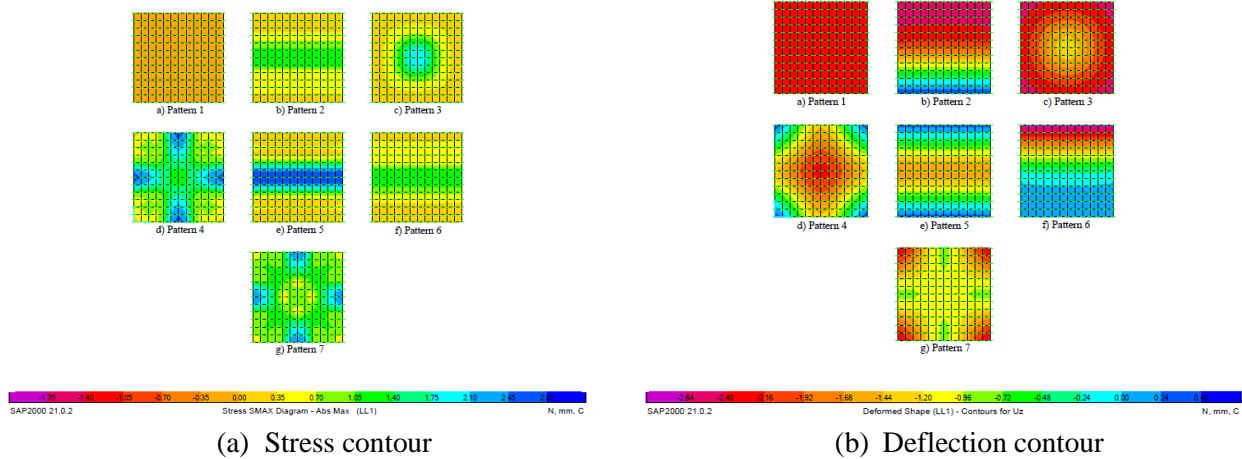 a) Pattern 1
b) Pattern 2
c) Pattern 3
d) Pattern 4
e) Pattern 5
f) Pattern 6
g) Pattern 7
-1.75 -1.40 -1.05 -0.70 -0.35 0.00 0.35 0.70 1.05 1.40 1.75 2.10 2.45 2.80
SAP2000 21.0.2 Stress SMAX Diagram - Abs Max (LL1) N, mm, C
(a) Stress contour
a) Pattern 1
b) Pattern 2
c) Pattern 3
d) Pattern 4
e) Pattern 5
f) Pattern 6
g) Pattern 7
-2.64 -2.40 -2.16 -1.92 -1.68 -1.44 -1.20 -0.96 -0.72 -0.48 -0.24 0.00 0.24 0.48
SAP2000 21.0.2 Deformed Shape (LL1) - Contours for Uz N, mm, C
(b) Deflection contour